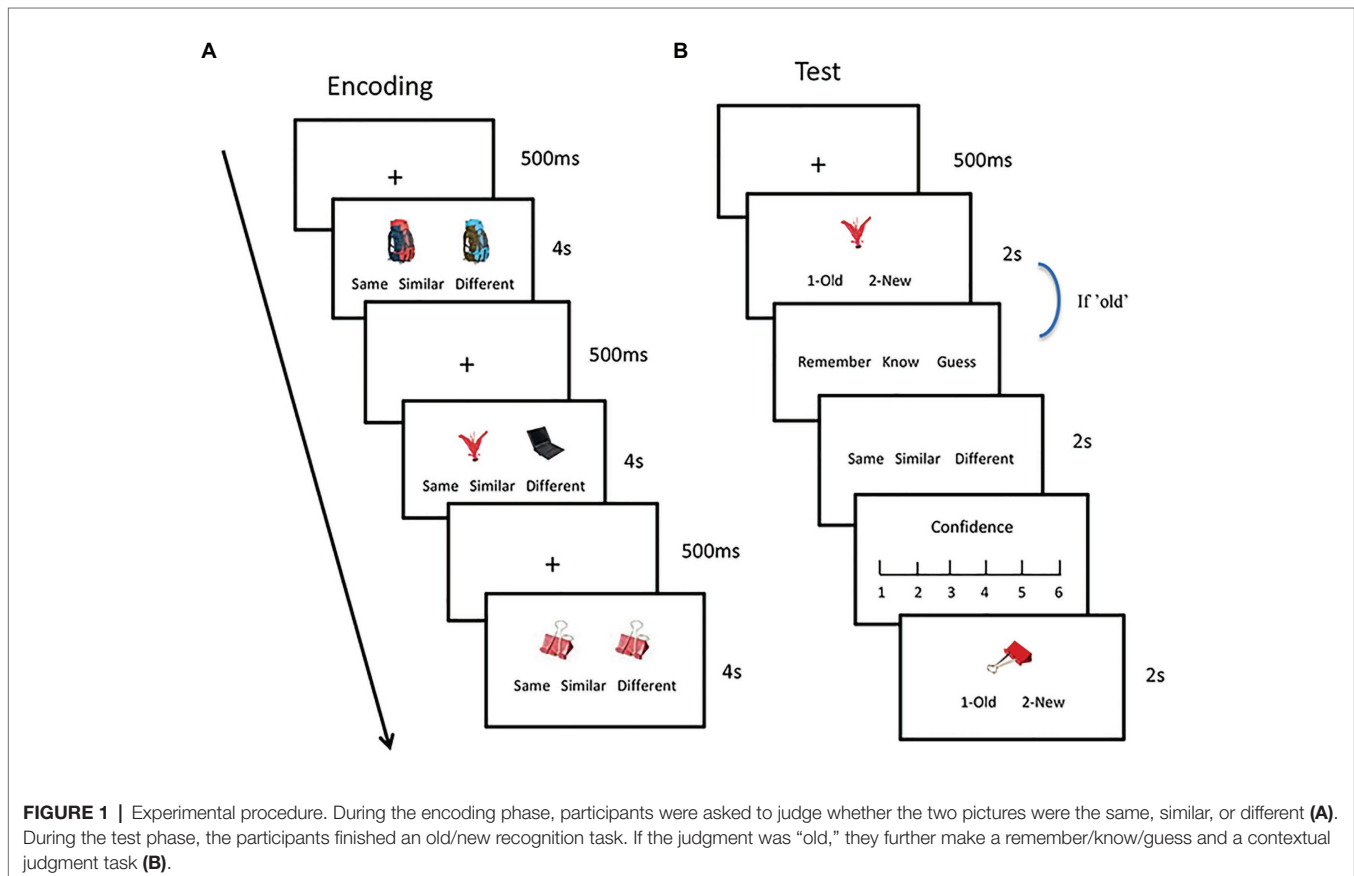 A
Encoding
+
500ms
Same Similar Different
4s
+
500ms
Same Similar Different
4s
+
500ms
Same Similar Different
4s
B
Test
+
500ms
1-Old 2-New
2s
If 'old'
Remember Know Guess
Same Similar Different
2s
Confidence
1 2 3 4 5 6
1-Old 2-New
2s
FIGURE 1 | Experimental procedure. During the encoding phase, participants were asked to judge whether the two pictures were the same, similar, or different (A).
During the test phase, the participants finished an old/new recognition task. If the judgment was “old,” they further make a remember/know/guess and a contextual
judgment task (B).